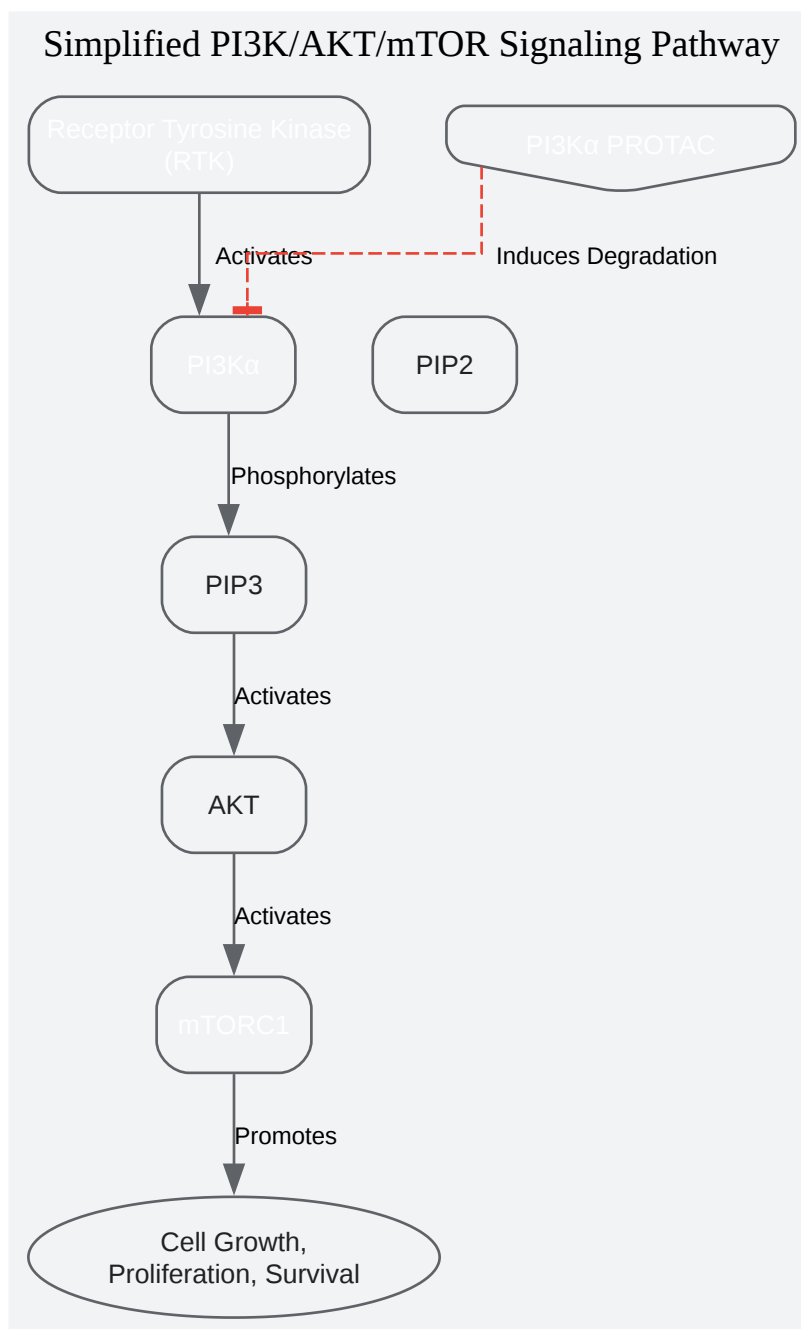 Simplified PI3K/AKT/mTOR Signaling Pathway
Receptor Tyrosine Kinase
(RTK)
PI3Kα PROTAC
Activates
Induces Degradation
PI3Kα
PIP2
Phosphorylates
PIP3
Activates
AKT
Activates
mTORC1
Promotes
Cell Growth,
Proliferation, Survival